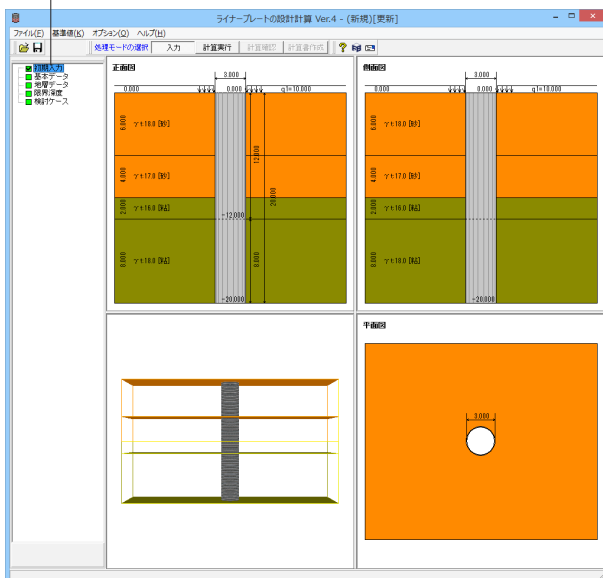 ライナープレートの設計計算 Ver.4 - (新規)[更新]
ファイル(F) 基準値(K) オプション(O) ヘルプ(H)
処理モードの選択 入力 計算実行 計算確認 計算書作成
初期入力
基本データ
地層データ
限界深度
検討ケース
正面図
3.000
0.000 0.000 q1=10.000
6.000 γt:18.0 [砂]
12.000
4.000 γt:17.0 [砂]
20.000
2.000 γt:16.0 [粘]
-12.000
8.000 γt:18.0 [粘]
8.000
-20.000
側面図
3.000
0.000 0.000 q1=10.000
6.000 γt:18.0 [砂]
4.000 γt:17.0 [砂]
2.000 γt:16.0 [粘]
8.000 γt:18.0 [粘]
-20.000
平面図
3.000